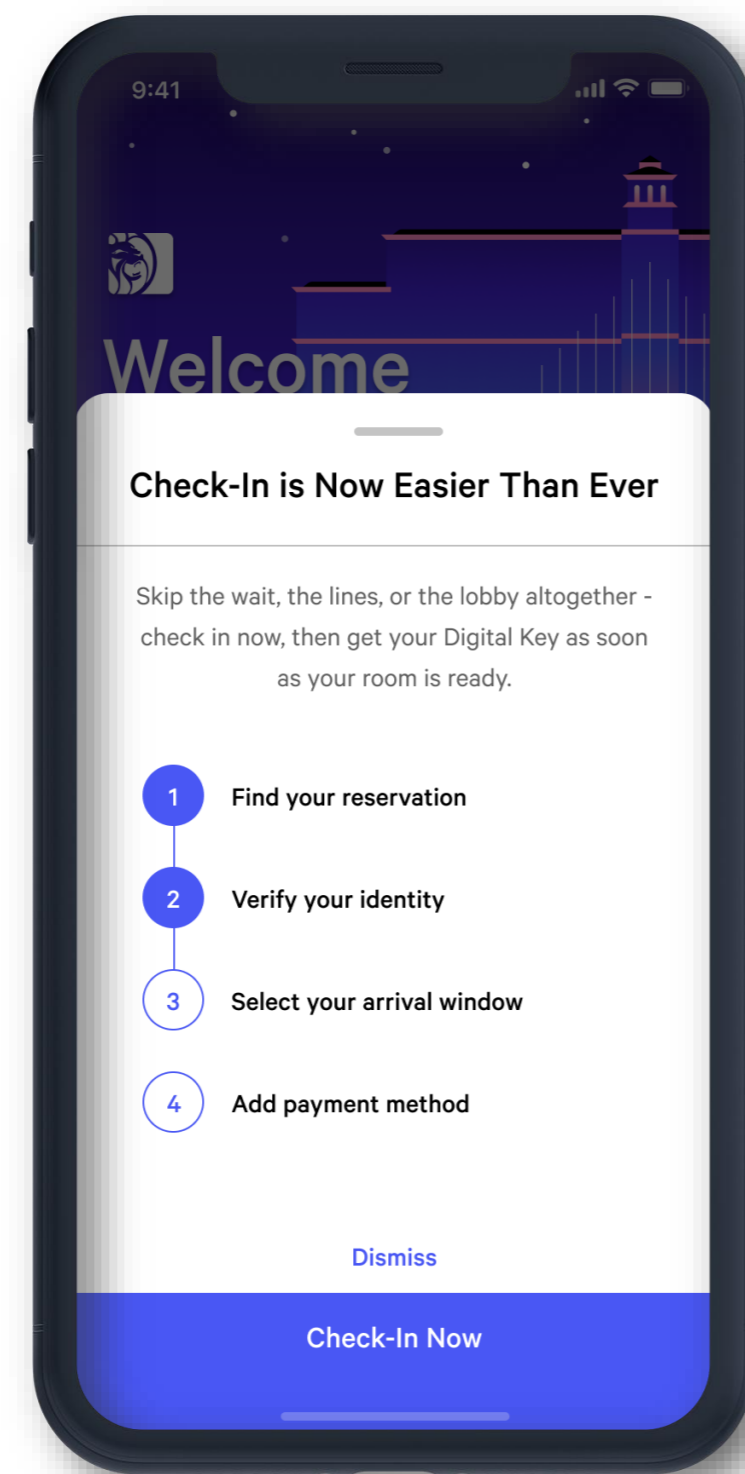 9:41
Welcome
Check-In is Now Easier Than Ever
Skip the wait, the lines, or the lobby altogether -
check in now, then get your Digital Key as soon
as your room is ready.
1 Find your reservation
2 Verify your identity
3 Select your arrival window
4 Add payment method
Dismiss
Check-In Now